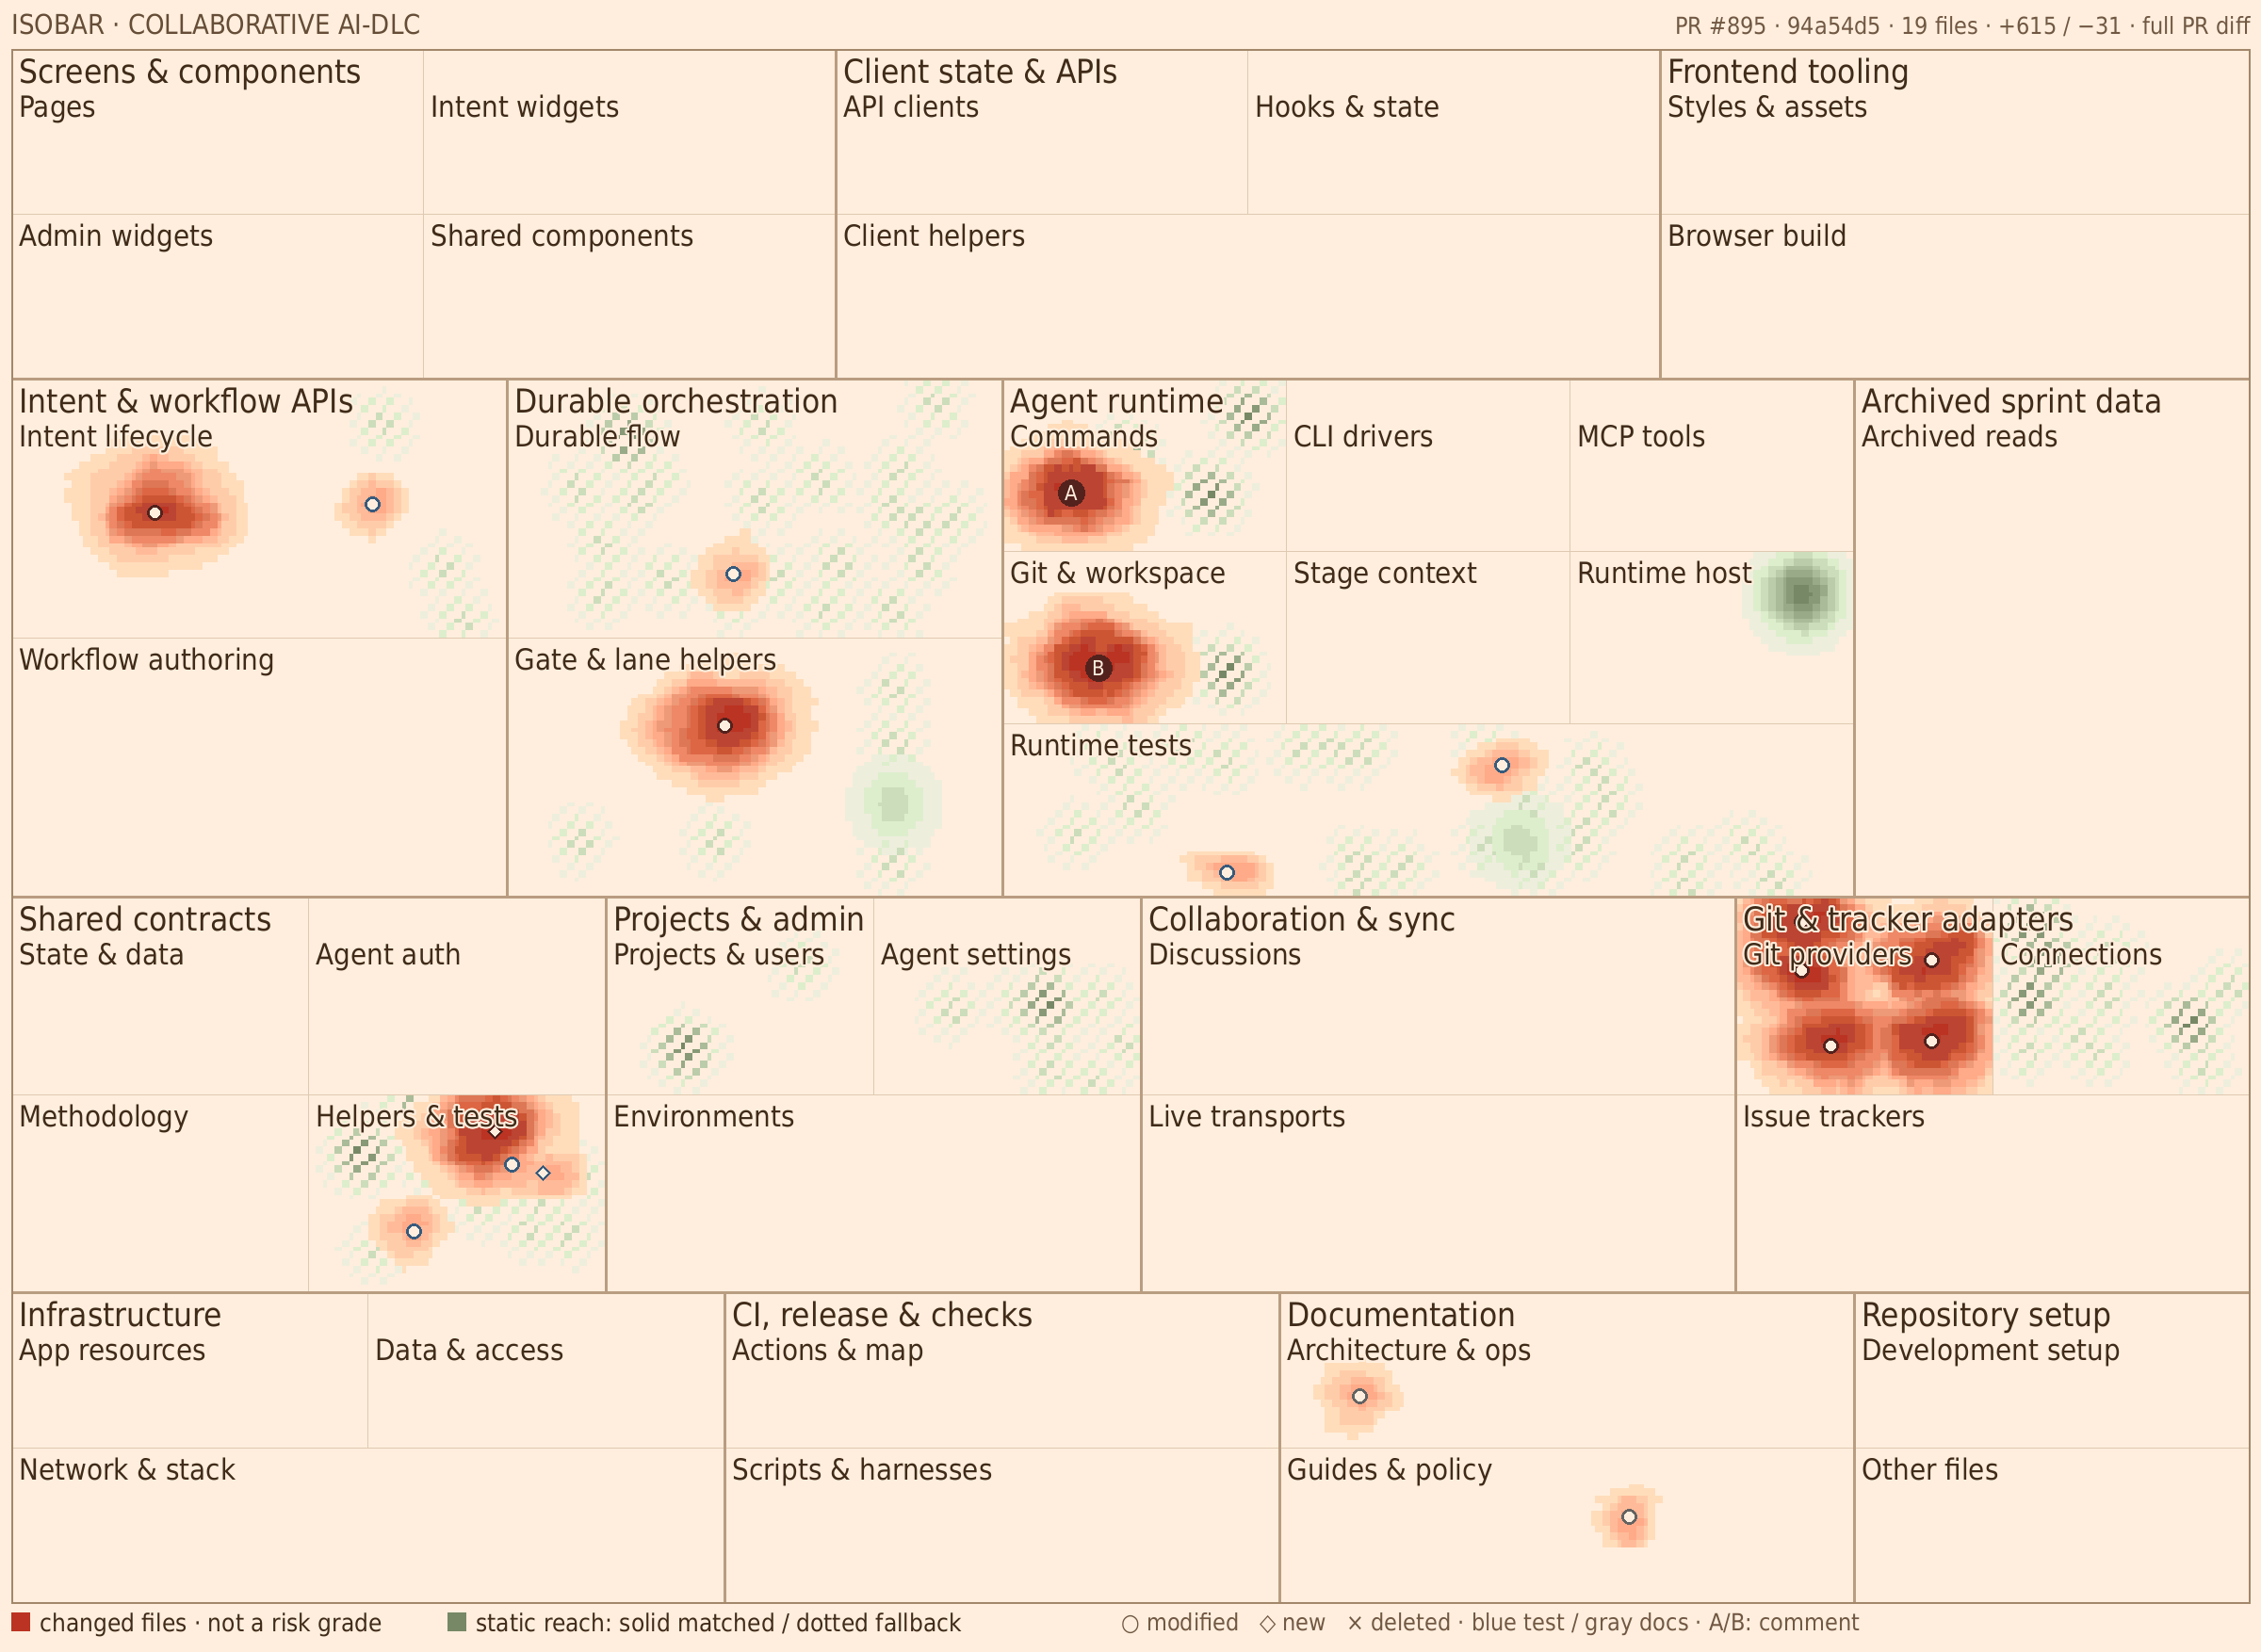 ISOBAR · COLLABORATIVE AI-DLC
PR #895 · 94a54d5 · 19 files · +615 / −31 · full PR diff
Screens & components
Pages
Intent widgets
Client state & APIs
API clients
Hooks & state
Frontend tooling
Styles & assets
Admin widgets
Shared components
Client helpers
Browser build
Intent & workflow APIs
Intent lifecycle
Durable orchestration
Durable flow
Agent runtime
Commands
CLI drivers
MCP tools
Archived sprint data
Archived reads
A
Git & workspace
Stage context
Runtime host
B
Workflow authoring
Gate & lane helpers
Runtime tests
Shared contracts
State & data
Agent auth
Projects & admin
Projects & users
Agent settings
Collaboration & sync
Discussions
Git & tracker adapters
Git providers
Connections
Methodology
Helpers & tests
Environments
Live transports
Issue trackers
Infrastructure
App resources
Data & access
CI, release & checks
Actions & map
Documentation
Architecture & ops
Repository setup
Development setup
Network & stack
Scripts & harnesses
Guides & policy
Other files
changed files · not a risk grade
static reach: solid matched / dotted fallback
○ modified ◇ new × deleted · blue test / gray docs · A/B: comment